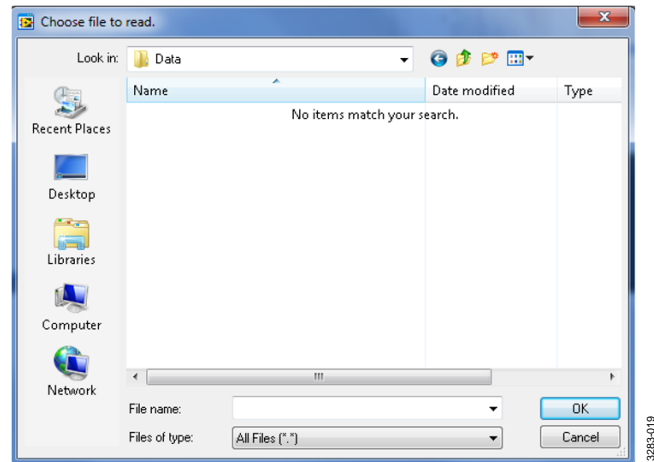 Choose file to read.
Look in:
Data
Name
Date modified
Type
No items match your search.
Recent Places
Desktop
Libraries
Computer
Network
File name:
OK
Files of type:
All Files (*.*)
Cancel
3283-019